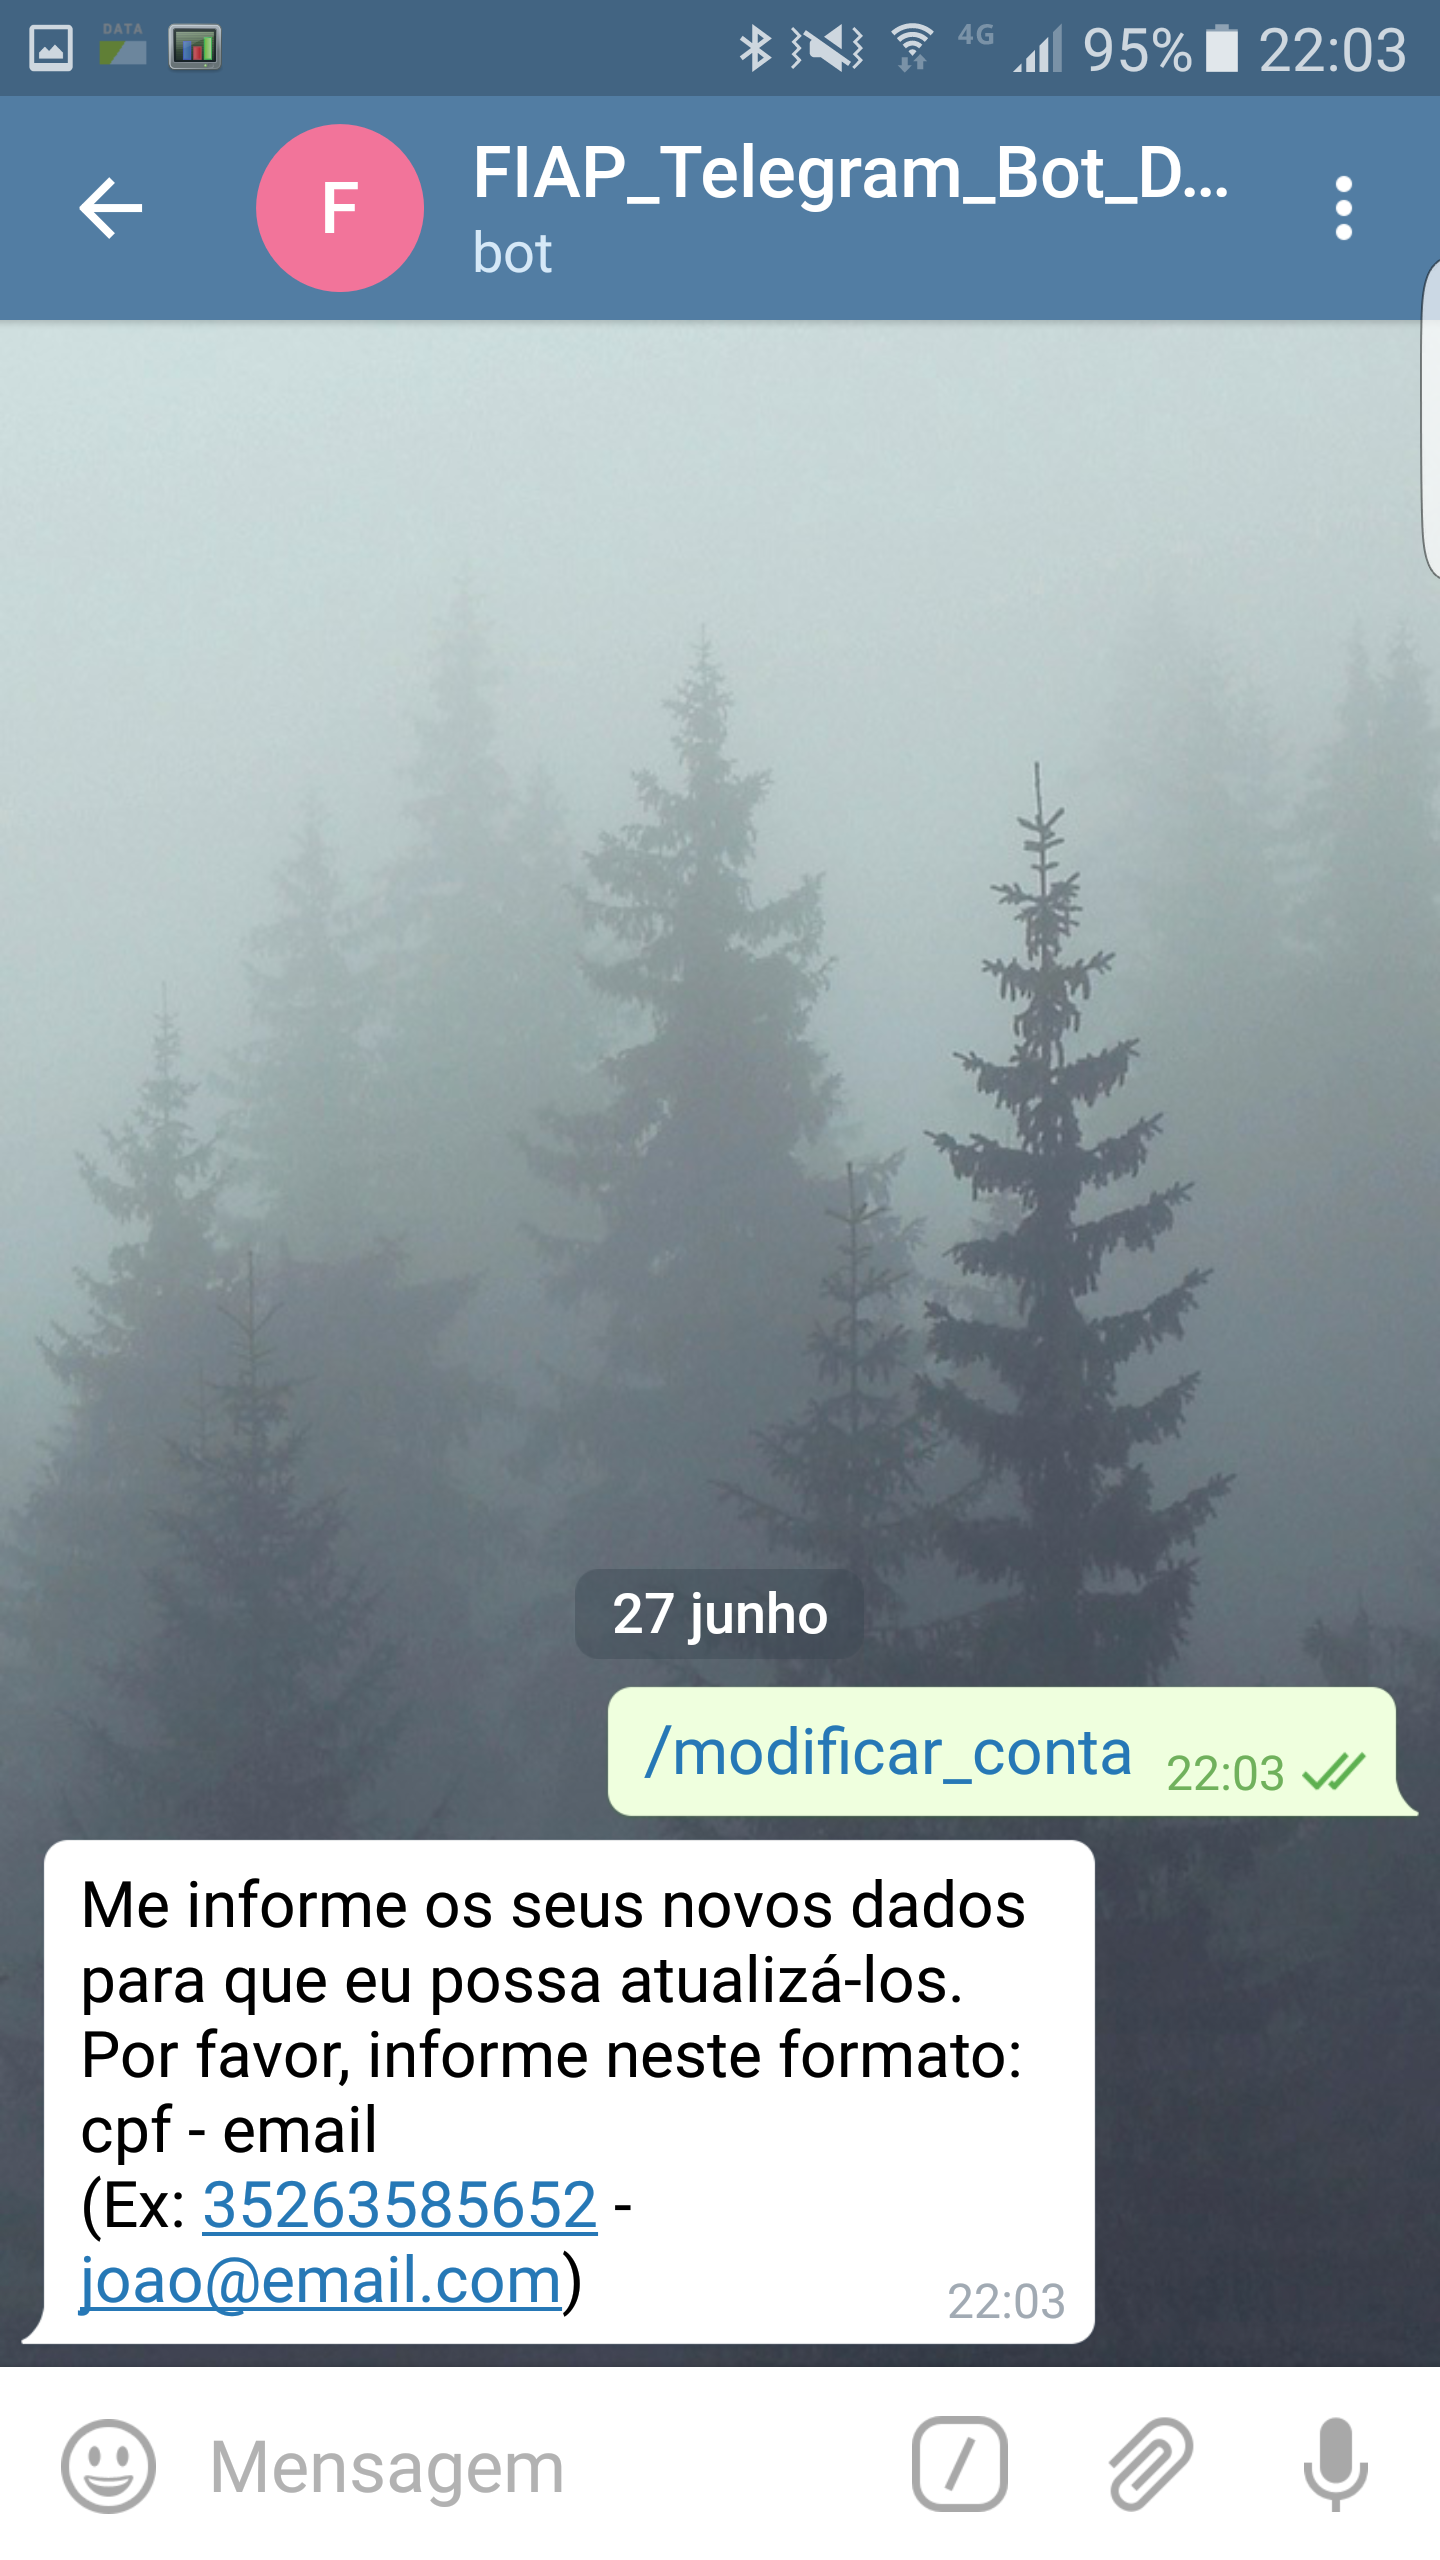 DATA
4G 95% 22:03
F
FIAP_Telegram_Bot_D...
bot
27 junho
/modificar_conta 22:03
Me informe os seus novos dados
para que eu possa atualizá-los.
Por favor, informe neste formato:
cpf - email
(Ex: 35263585652 -
joao@email.com)
22:03
Mensagem